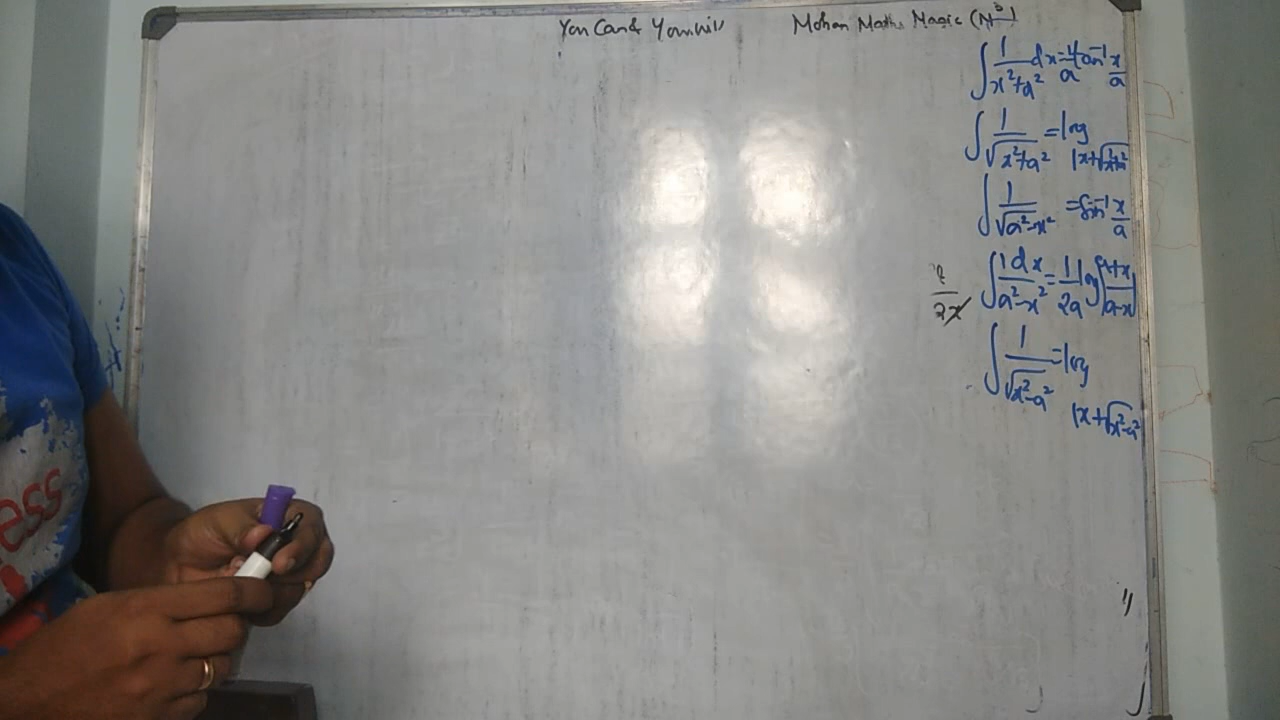 You Can & You will Mohan Maths Magic (M³)
∫ 1/(x²+a²) dx = 1/a tan⁻¹ x/a
∫ 1/√(x²+a²) = log
|x+√(x²+a²)
∫ 1/√(a²-x²) = Sin⁻¹ x/a
∫ 1dx/(a²-x²) = 1/2a log|(a+x)/(a-x)|
∫ 1/√(x²-a²) = log
|x+√(x²-a²)
ess